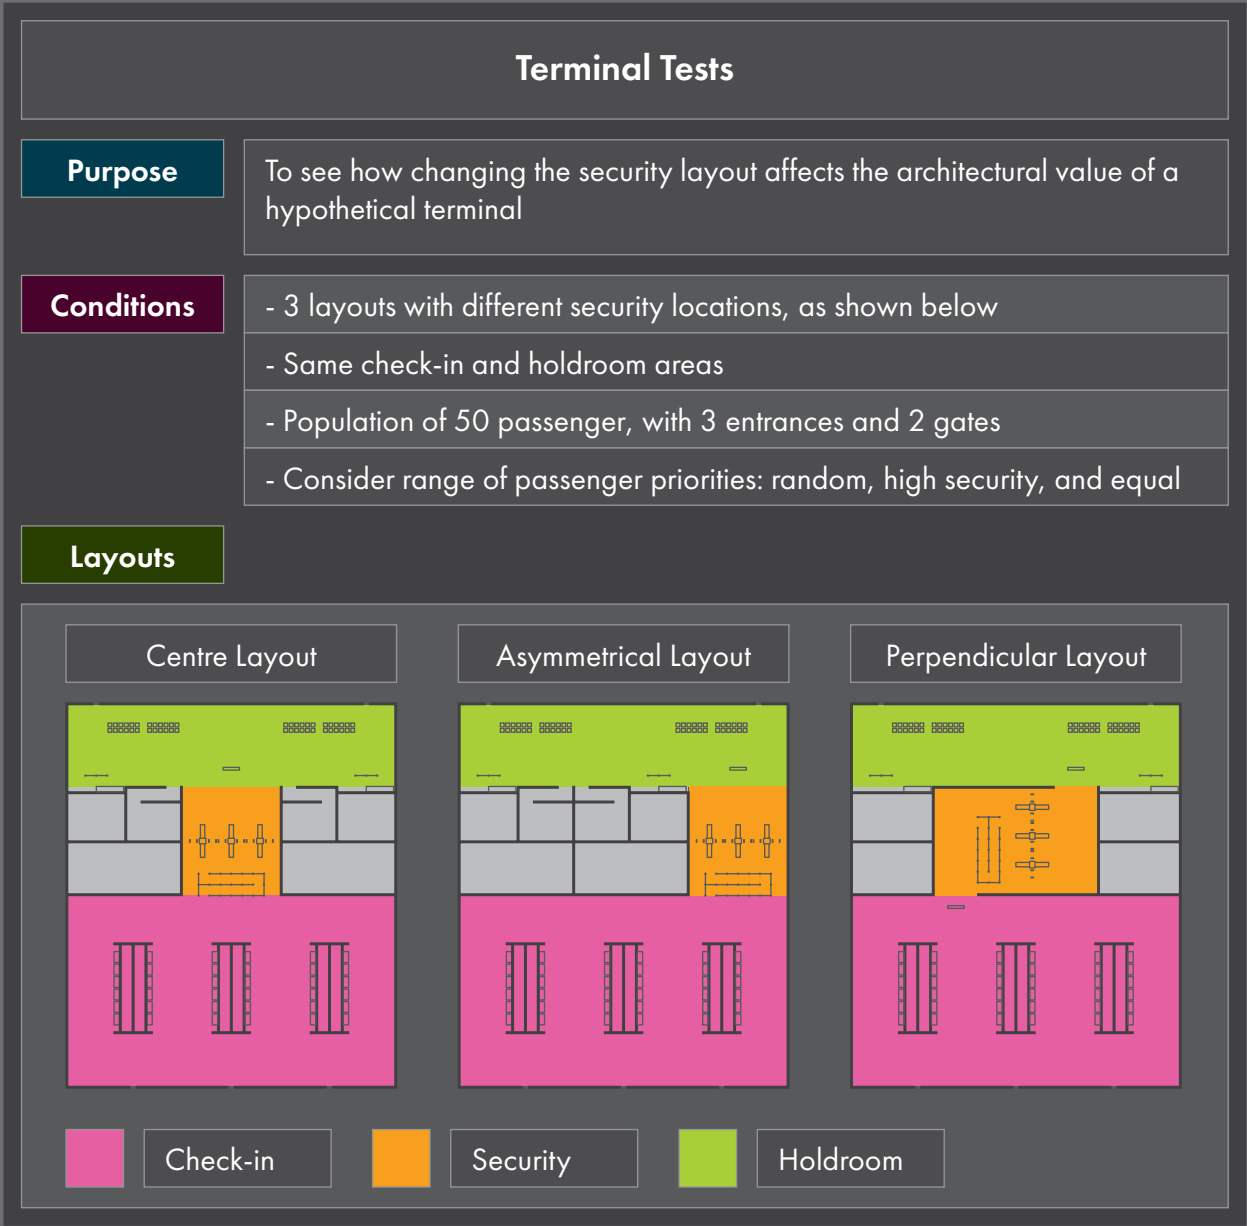 Terminal Tests
Purpose
To see how changing the security layout affects the architectural value of a
hypothetical terminal
Conditions
- 3 layouts with different security locations, as shown below
- Same check-in and holdroom areas
- Population of 50 passenger, with 3 entrances and 2 gates
- Consider range of passenger priorities: random, high security, and equal
Layouts
Centre Layout
Asymmetrical Layout
Perpendicular Layout
Check-in
Security
Holdroom